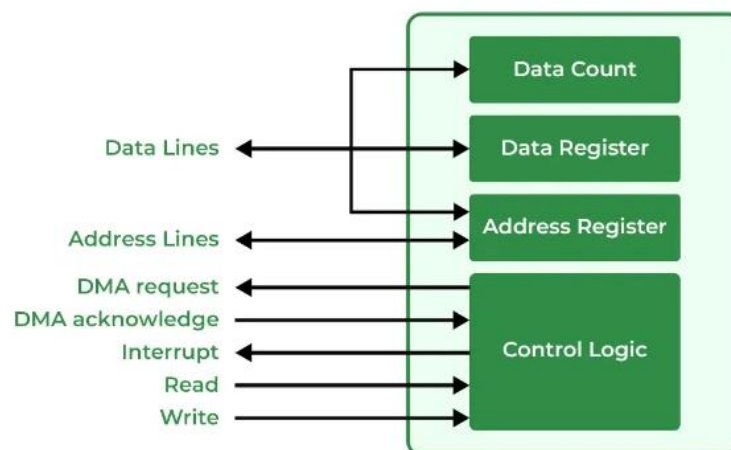 Data Count
Data Lines
Data Register
Address Register
Address Lines
DMA request
DMA acknowledge
Interrupt
Control Logic
Read
Write